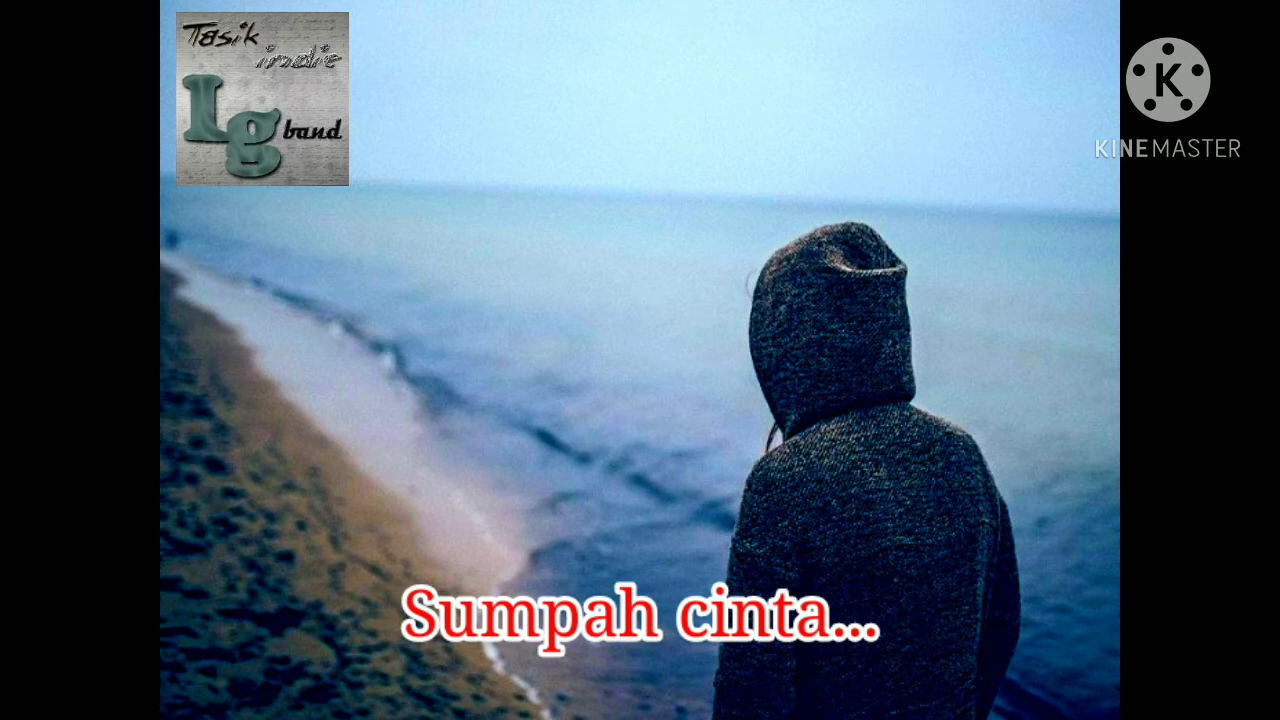 Tasik
indie
Lg band
KINEMASTER
Sumpah cinta...